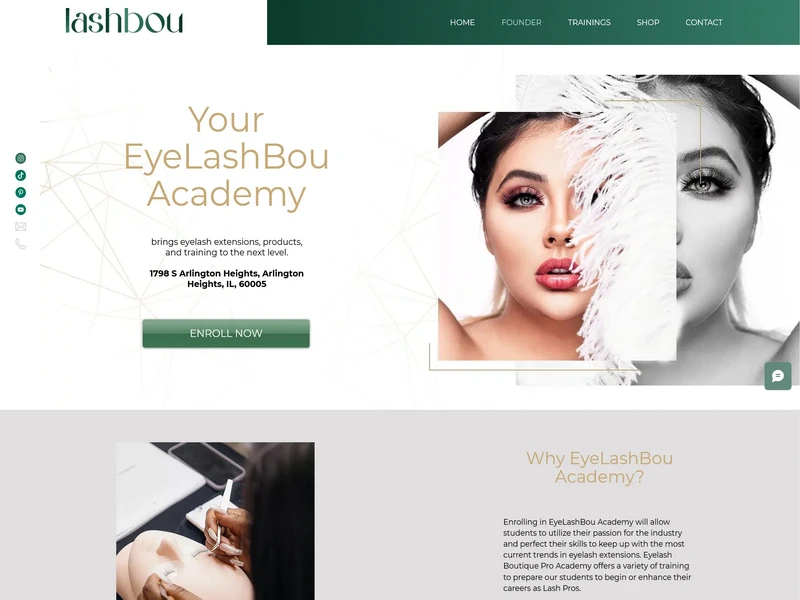 lashbou
HOME FOUNDER TRAININGS SHOP CONTACT
Your
EyeLashBou
Academy
brings eyelash extensions, products,
and training to the next level.
1798 S Arlington Heights, Arlington
Heights, IL, 60005
ENROLL NOW
Why EyeLashBou
Academy?
Enrolling in EyeLashBou Academy will allow
students to utilize their passion for the industry
and perfect their skills to keep up with the most
current trends in eyelash extensions. Eyelash
Boutique Pro Academy offers a variety of training
to prepare our students to begin or enhance their
careers as Lash Pros.